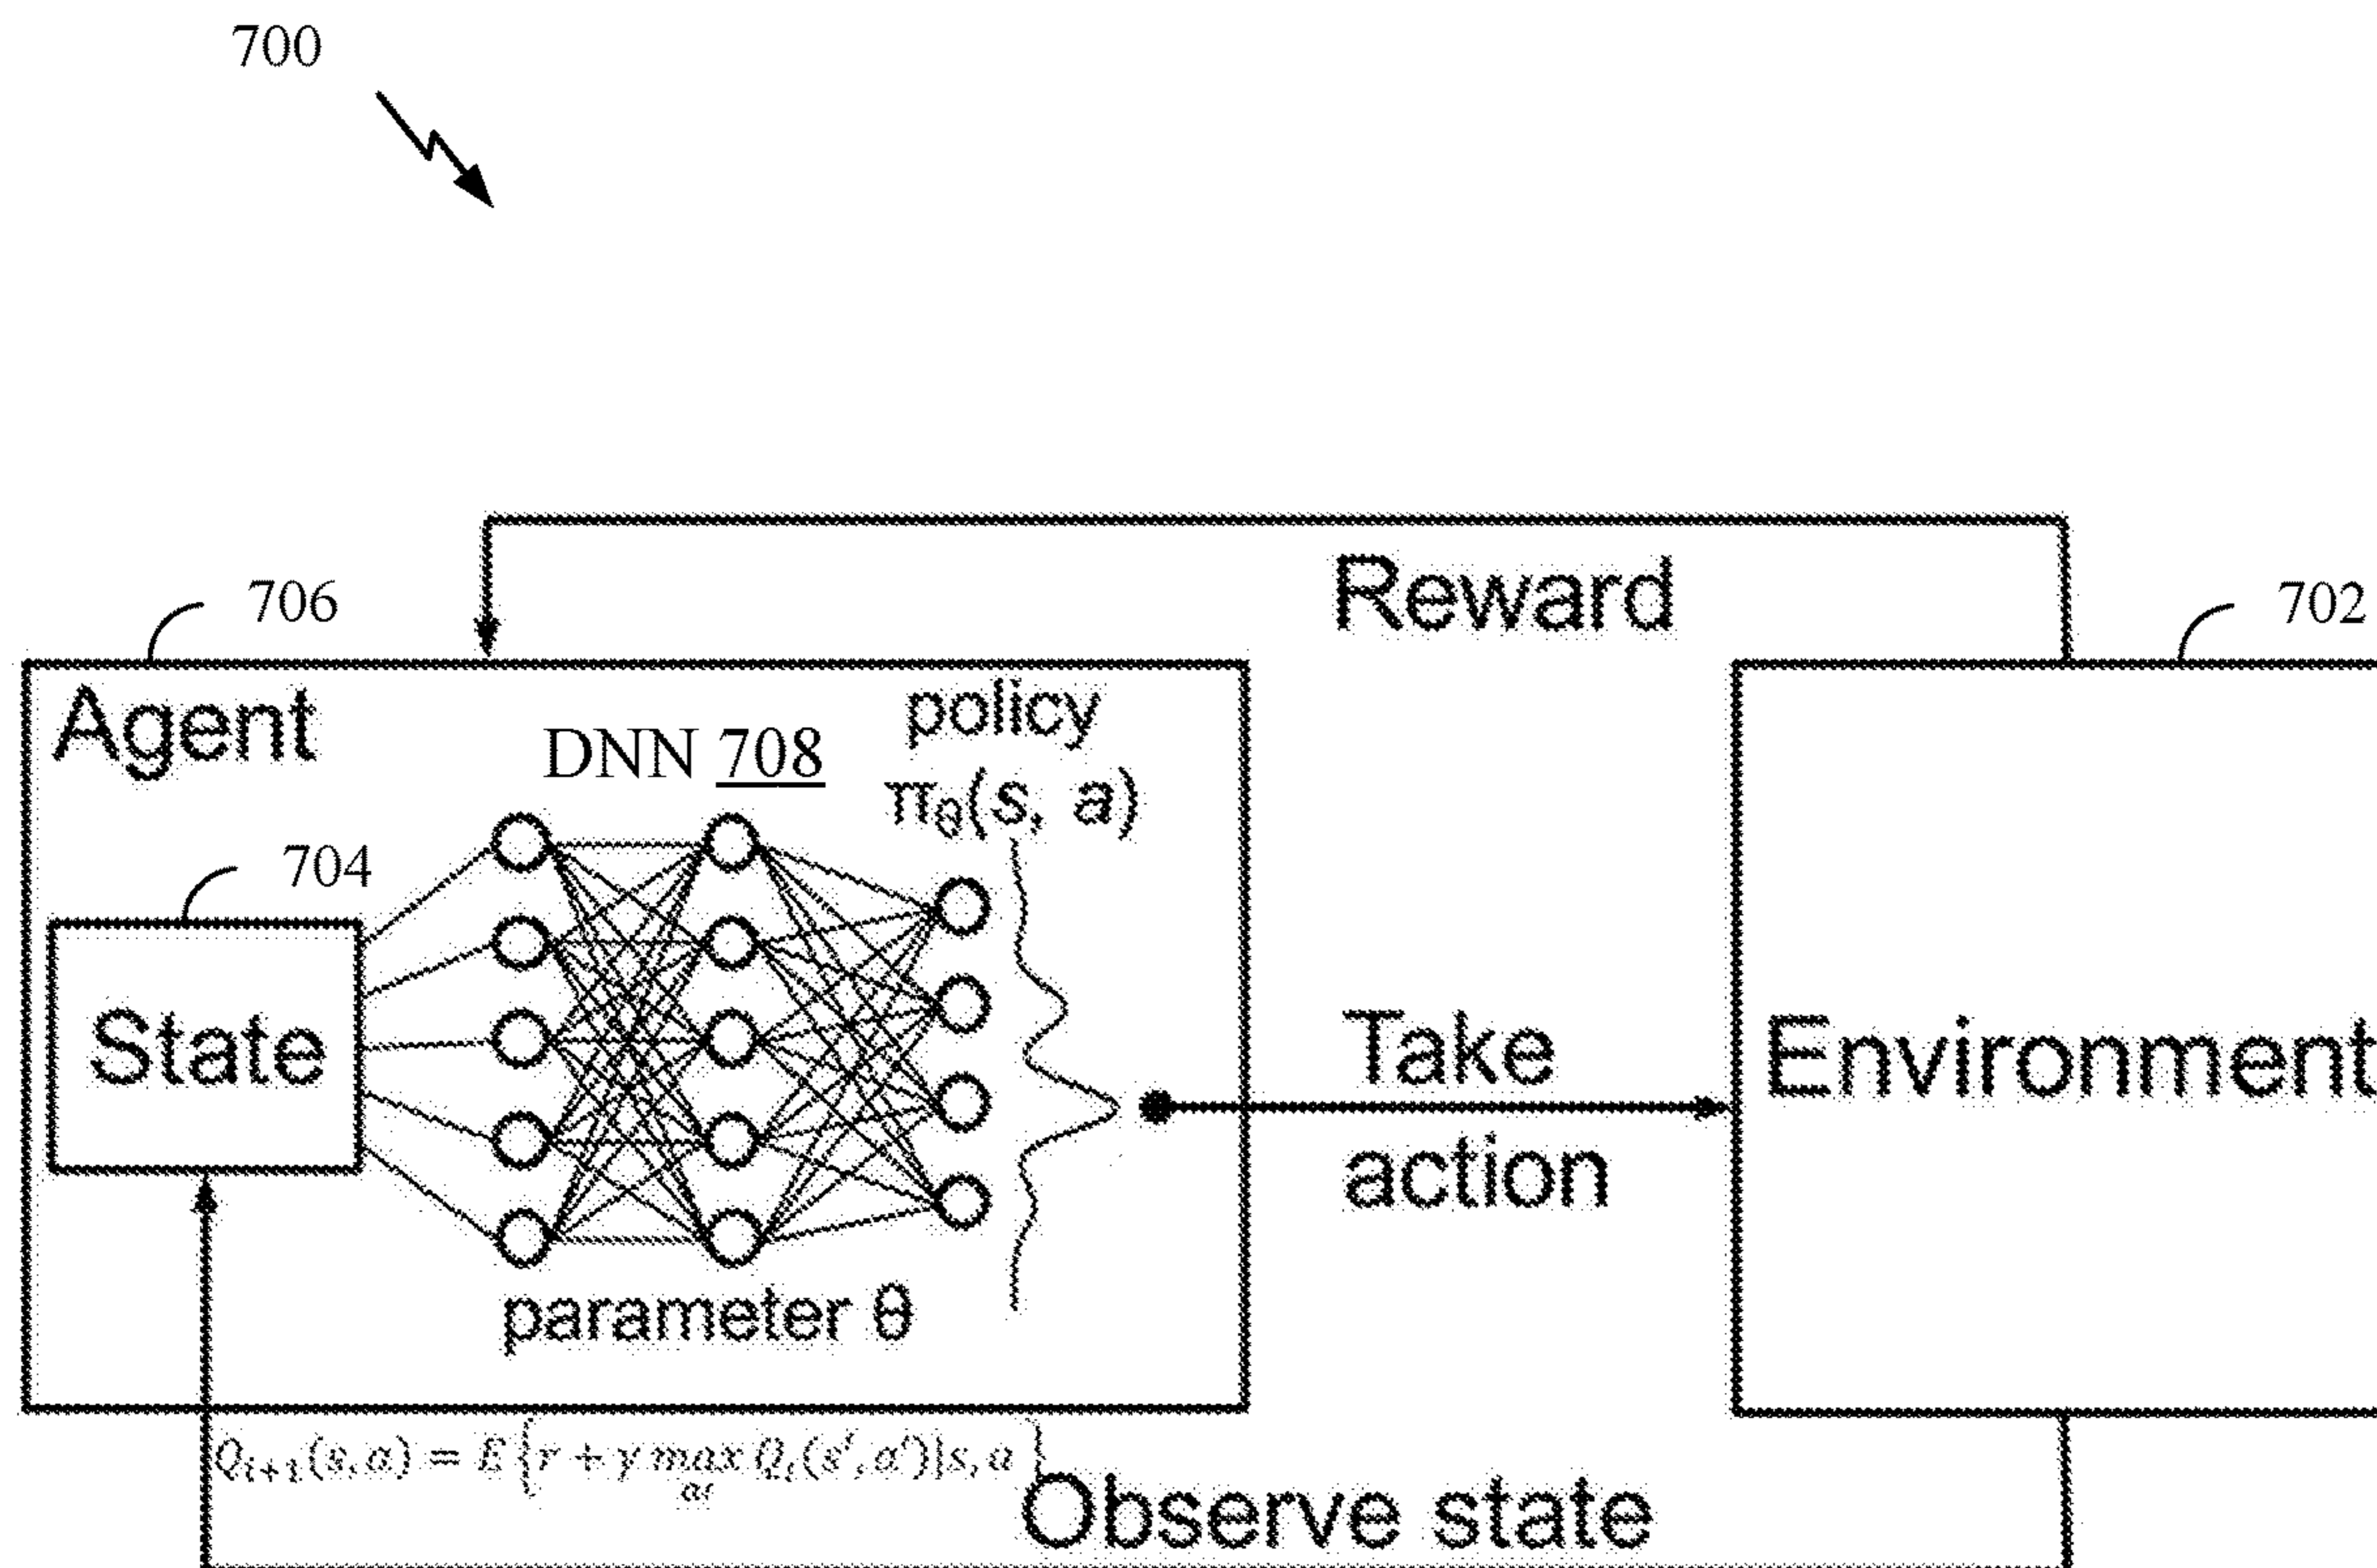 700
Reward
706
702
Agent
policy
DNN 708
π_θ(s, a)
704
State
Take
action
Environment
parameter θ
Q_{i+1}(s, a) = E {r + γ max_{a'} Q_i(s', a')|s, a}
Observe state